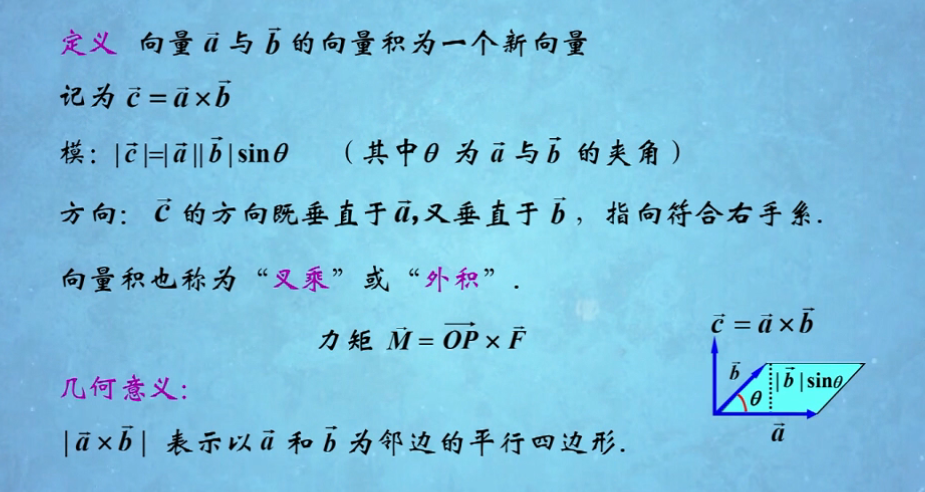 定义 向量 $\vec{a}$ 与 $\vec{b}$ 的向量积为一个新向量
记为 $\vec{c} = \vec{a} \times \vec{b}$
模: $|\vec{c}|=|\vec{a}||\vec{b}|\sin\theta$ (其中 $\theta$ 为 $\vec{a}$ 与 $\vec{b}$ 的夹角)
方向: $\vec{c}$ 的方向既垂直于 $\vec{a}$,又垂直于 $\vec{b}$, 指向符合右手系.
向量积也称为“叉乘”或“外积”.
力矩 $\vec{M} = \overrightarrow{OP} \times \vec{F}$
几何意义:
$|\vec{a} \times \vec{b}|$ 表示以 $\vec{a}$ 和 $\vec{b}$ 为邻边的平行四边形.
$\vec{c} = \vec{a} \times \vec{b}$
$\vec{b}$
$|\vec{b}|\sin\theta$
$\theta$
$\vec{a}$